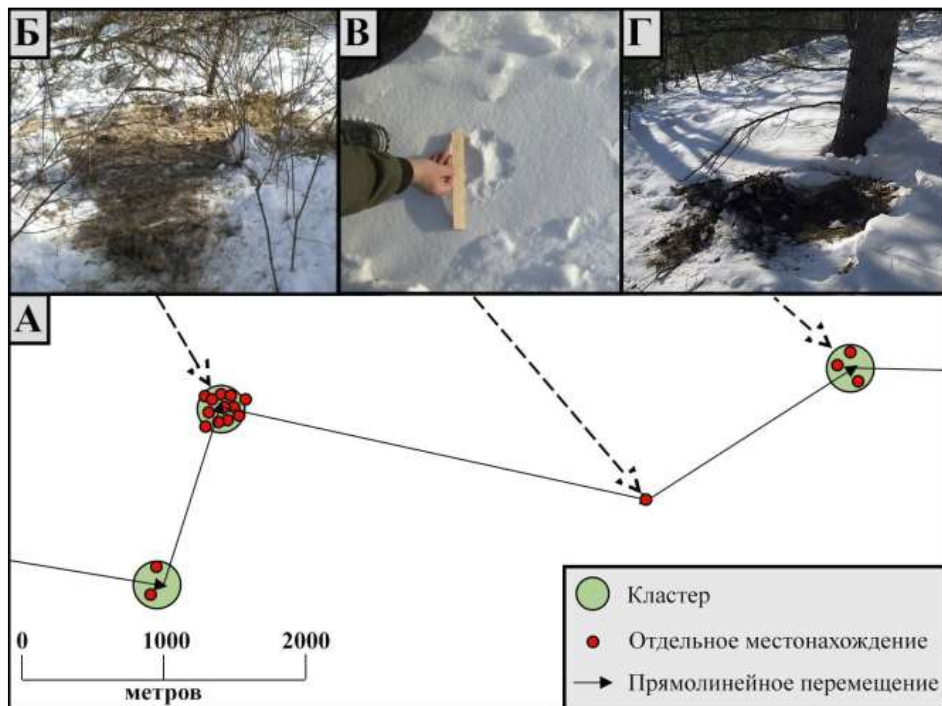 Б
В
Г
А
0 1000 2000
метров
Кластер
Отдельное местонахождение
Прямолинейное перемещение